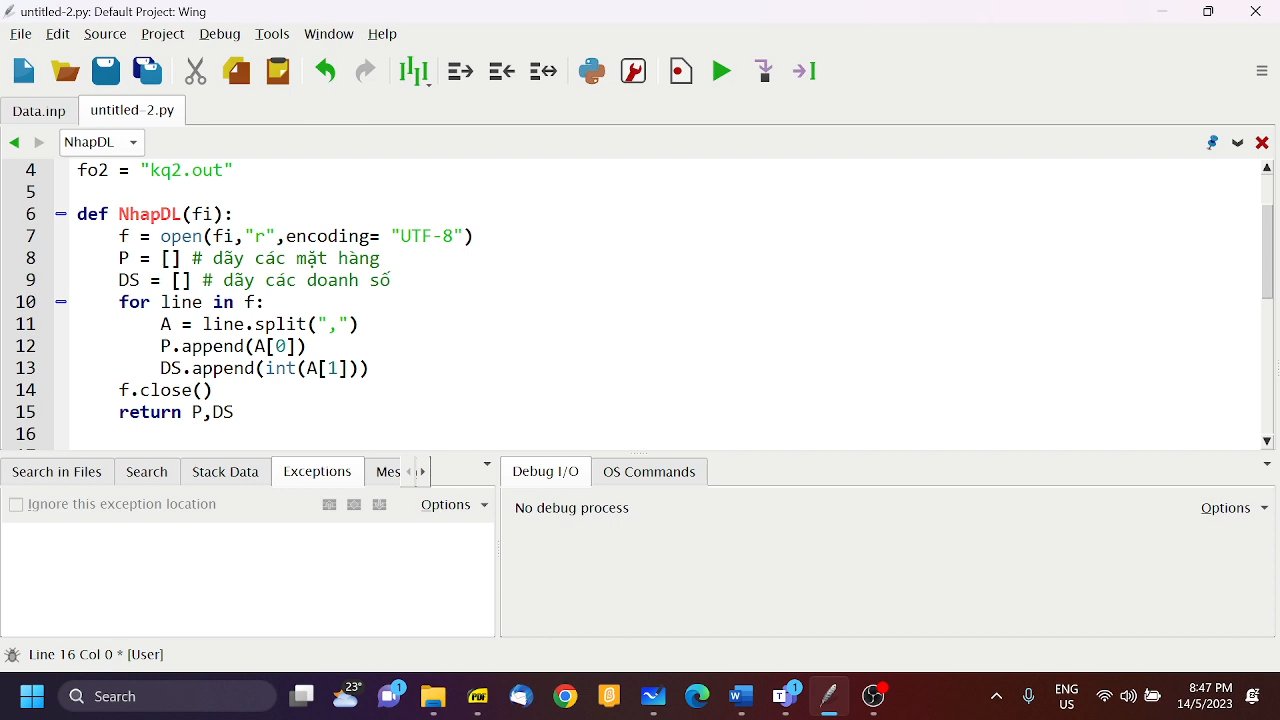 untitled-2.py: Default Project: Wing
File Edit Source Project Debug Tools Window Help
Data.inp untitled-2.py
NhapDL
4 fo2 = "kq2.out"
5
6 def NhapDL(fi):
7 f = open(fi,"r",encoding= "UTF-8")
8 P = [] # dãy các mặt hàng
9 DS = [] # dãy các doanh số
10 for line in f:
11 A = line.split(",")
12 P.append(A[0])
13 DS.append(int(A[1]))
14 f.close()
15 return P,DS
16
Search in Files Search Stack Data Exceptions Mes Debug I/O OS Commands
Ignore this exception location Options No debug process Options
Line 16 Col 0 * [User]
Search 23° 1 PDF 1 ENG US 8:47 PM 14/5/2023